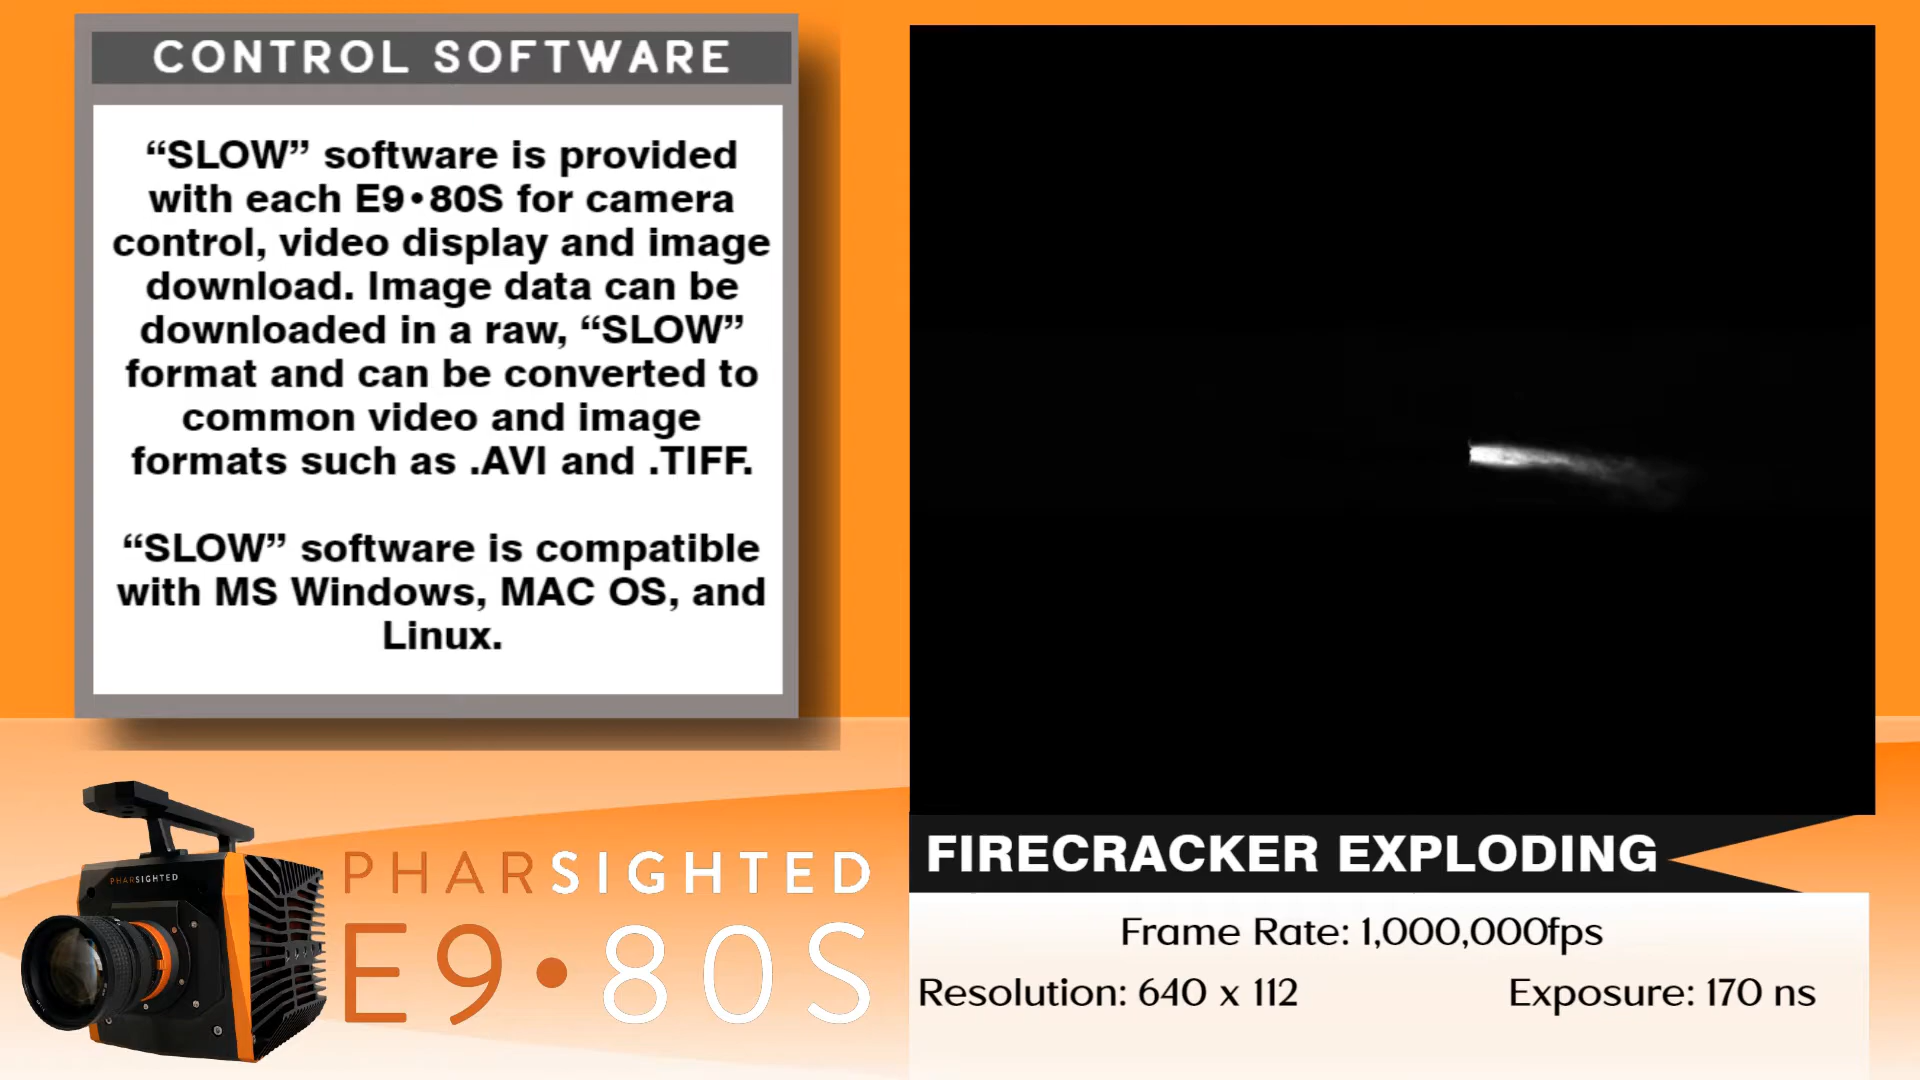 CONTROL SOFTWARE
“SLOW” software is provided
with each E9•80S for camera
control, video display and image
download. Image data can be
downloaded in a raw, “SLOW”
format and can be converted to
common video and image
formats such as .AVI and .TIFF.
“SLOW” software is compatible
with MS Windows, MAC OS, and
Linux.
PHARSIGHTED
PHARSIGHTED
E9•80S
FIRECRACKER EXPLODING
Frame Rate: 1,000,000fps
Resolution: 640 x 112
Exposure: 170 ns